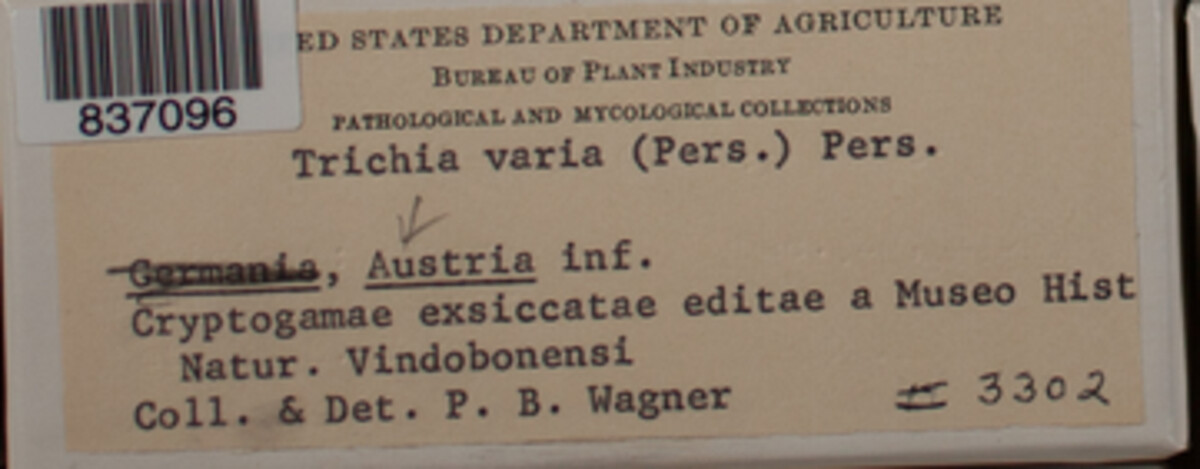 837096
ED STATES DEPARTMENT OF AGRICULTURE
BUREAU OF PLANT INDUSTRY
PATHOLOGICAL AND MYCOLOGICAL COLLECTIONS
Trichia varia (Pers.) Pers.
Germania, Austria inf.
Cryptogamae exsiccatae editae a Museo Hist
Natur. Vindobonensi
Coll. & Det. P. B. Wagner # 3302